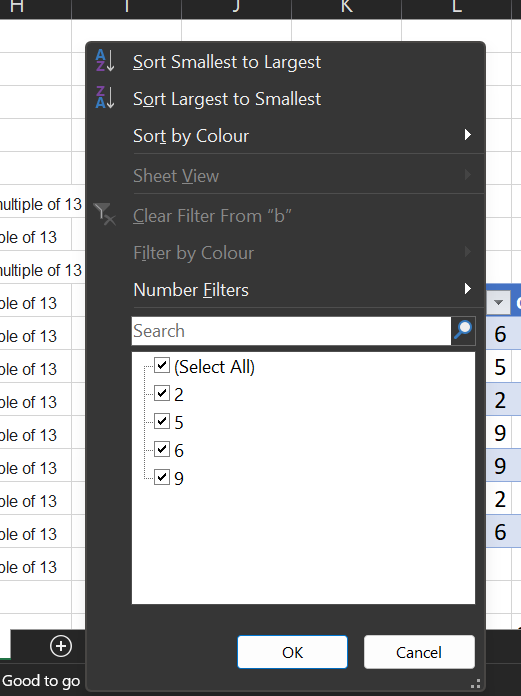 H I J K L
Sort Smallest to Largest
Sort Largest to Smallest
Sort by Colour
Sheet View
multiple of 13
Clear Filter From “b”
ple of 13
Filter by Colour
multiple of 13
Number Filters
ple of 13
Search
ple of 13 6
(Select All)
ple of 13 5
2
ple of 13 2
5
ple of 13 9
6
ple of 13 9
9
ple of 13 2
ple of 13 6
ple of 13
OK Cancel
Good to go